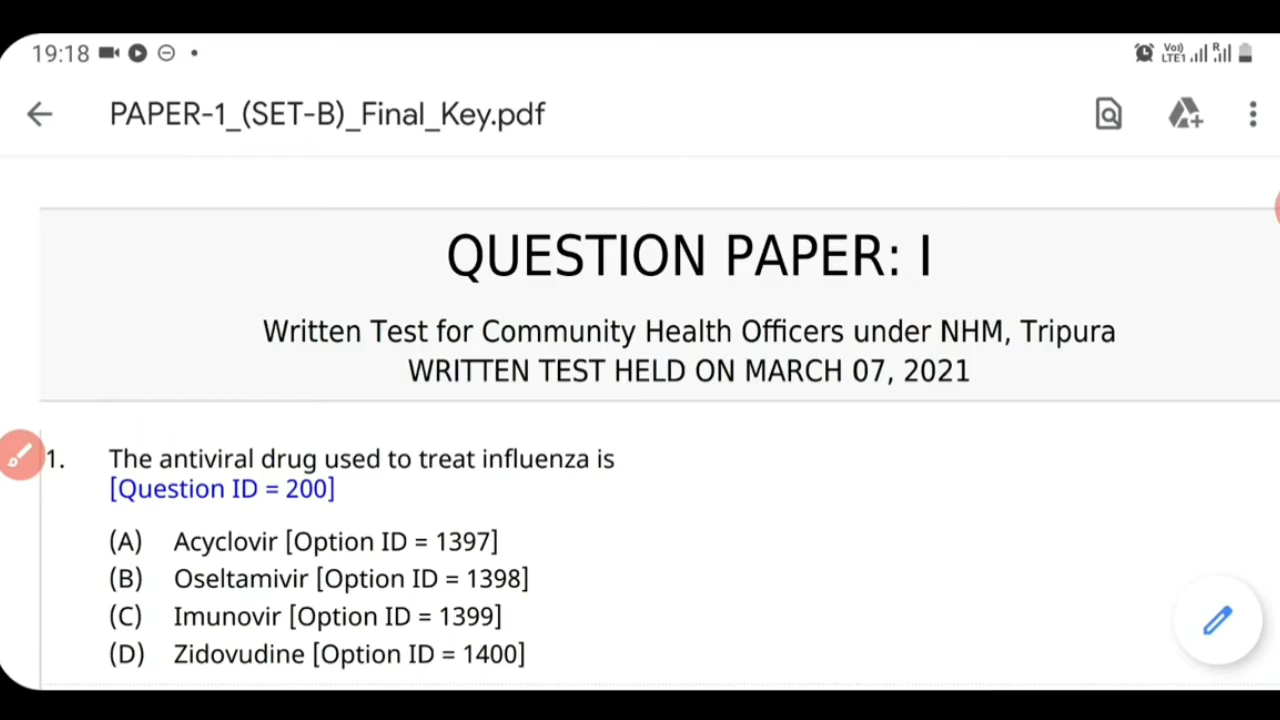 19:18
Vo) R
LTE1
PAPER-1_(SET-B)_Final_Key.pdf
QUESTION PAPER: I
Written Test for Community Health Officers under NHM, Tripura
WRITTEN TEST HELD ON MARCH 07, 2021
1. The antiviral drug used to treat influenza is
[Question ID = 200]
(A) Acyclovir [Option ID = 1397]
(B) Oseltamivir [Option ID = 1398]
(C) Imunovir [Option ID = 1399]
(D) Zidovudine [Option ID = 1400]